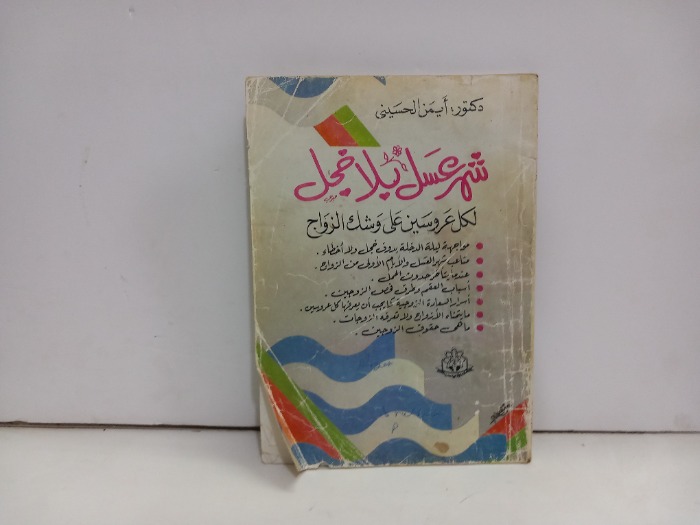 دكتور: أيمن الحسيني
شهر عسل بلا خجل
لكل عروسين على وشك الزواج
مواجهة ليلة الدخلة بدون خجل ولا أخطاء .
متاعب شهر العسل والأيام الأولى من الزواج .
عندما يتأخر حدوث الحمل .
أسباب العقم وطرق فحص الزوجين .
أسرار السعادة الزوجية كما يجب أن يعرفها كل عروسين .
ما يتمناه الأزواج ولا تعرفه الزوجات .
ما هى حقوق الزوجين .